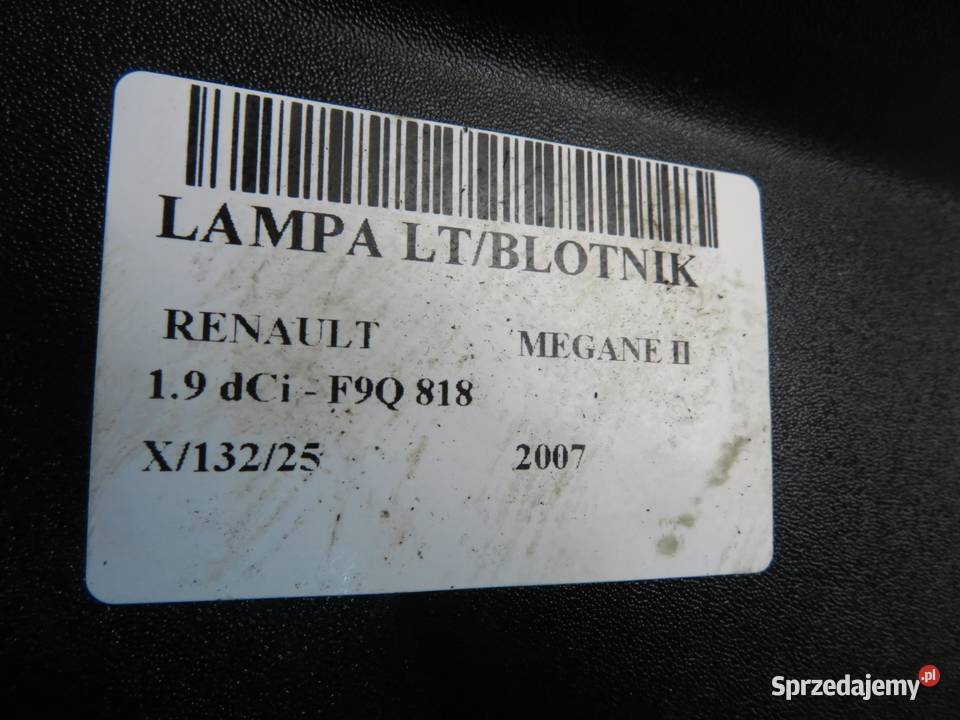 LAMPA LT/BLOTNIK
RENAULT MEGANE II
1.9 dCi - F9Q 818
X/132/25 2007
Sprzedajemy.pl